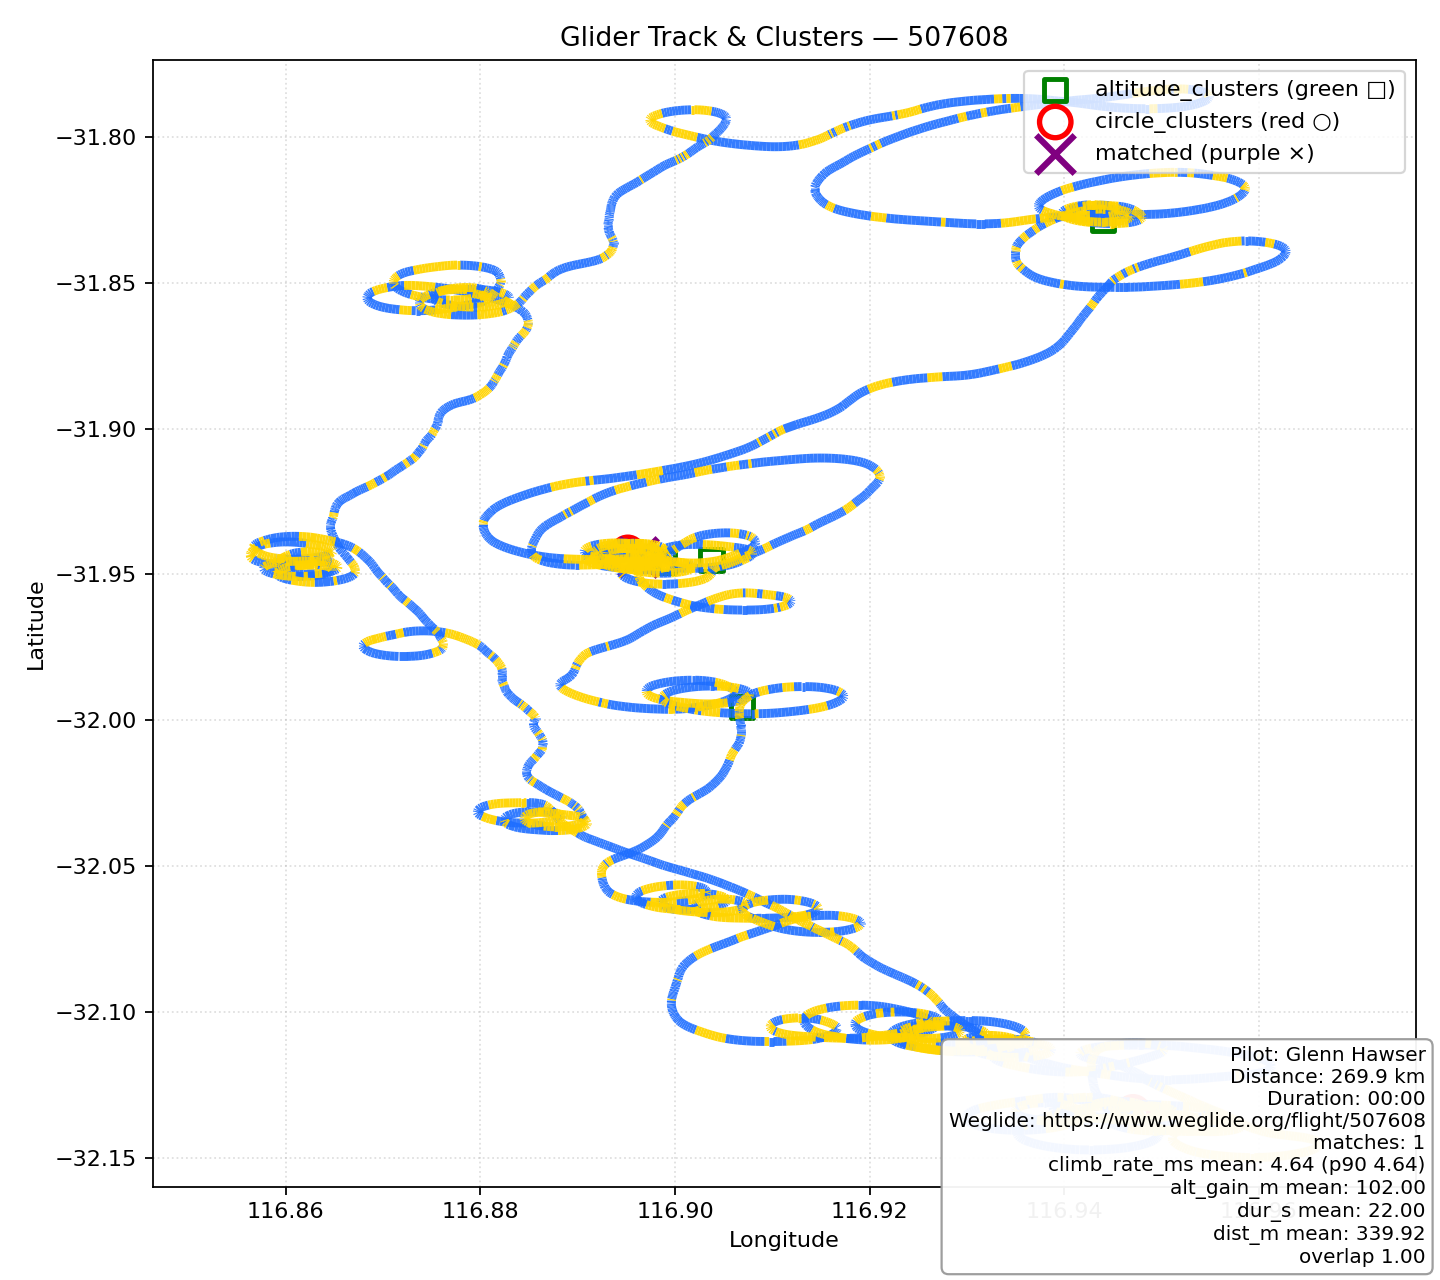 Glider Track & Clusters — 507608
altitude_clusters (green □)
circle_clusters (red ○)
matched (purple ×)
−31.80
−31.85
−31.90
−31.95
−32.00
−32.05
−32.10
−32.15
Latitude
116.86
116.88
116.90
116.92
116.94
Longitude
Pilot: Glenn Hawser
Distance: 269.9 km
Duration: 00:00
Weglide: https://www.weglide.org/flight/507608
matches: 1
climb_rate_ms mean: 4.64 (p90 4.64)
alt_gain_m mean: 102.00
dur_s mean: 22.00
dist_m mean: 339.92
overlap 1.00